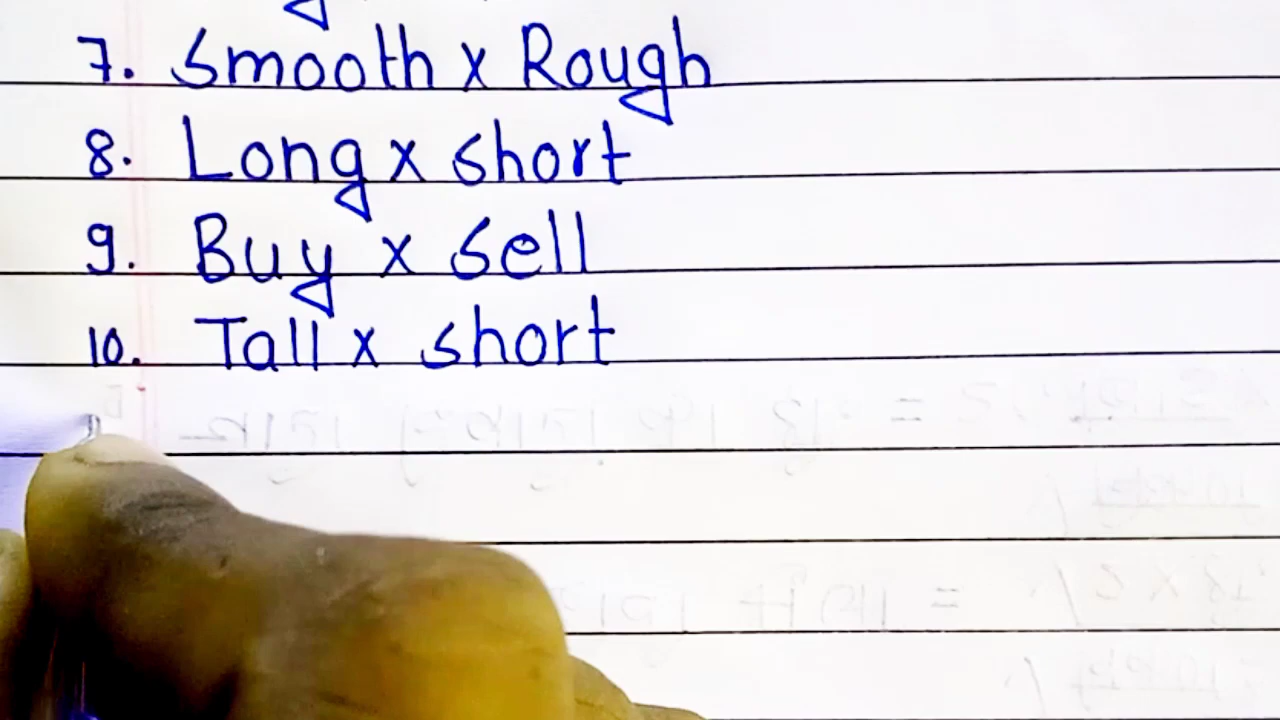 7. Smooth x Rough
8. Long x short
9. Buy x Sell
10. Tall x short